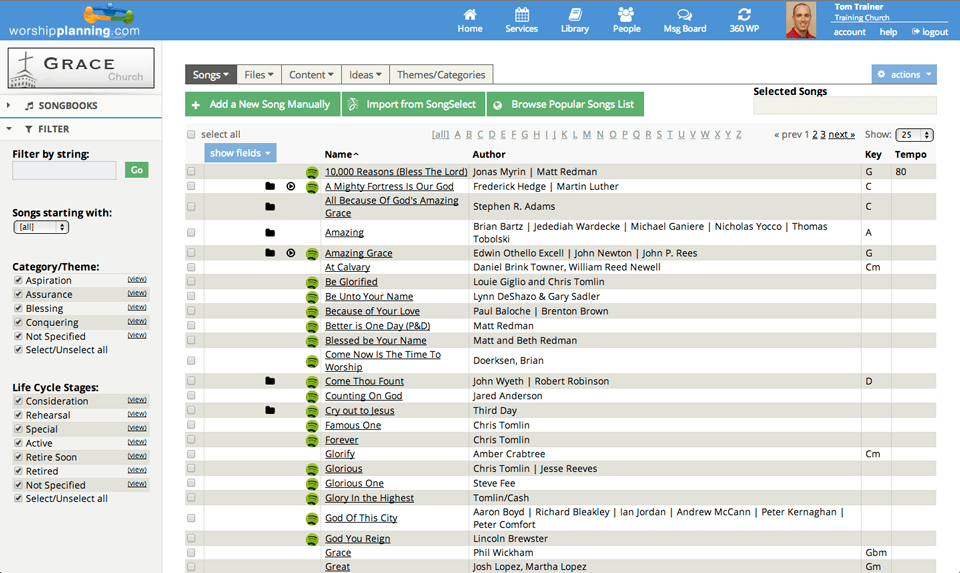 worshipplanning.com
Home Services Library People Msg Board 360 WP
Tom Trainer
Training Church
account help logout
GRACE
Church
SONGBOOKS
FILTER
Filter by string:
Go
Songs starting with:
[all]
Category/Theme:
Aspiration (view)
Assurance (view)
Blessing (view)
Conquering (view)
Not Specified (view)
Select/Unselect all
Life Cycle Stages:
Consideration (view)
Rehearsal (view)
Special (view)
Active (view)
Retire Soon (view)
Retired (view)
Not Specified (view)
Select/Unselect all
Songs Files Content Ideas Themes/Categories
actions
+ Add a New Song Manually Import from SongSelect Browse Popular Songs List
Selected Songs
select all [all] A B C D E F G H I J K L M N O P Q R S T U V W X Y Z « prev 1 2 3 next » Show: 25
show fields Name Author Key Tempo
10,000 Reasons (Bless The Lord) Jonas Myrin | Matt Redman G 80
A Mighty Fortress Is Our God Frederick Hedge | Martin Luther C
All Because Of God's Amazing
Grace Stephen R. Adams C
Amazing Brian Bartz | Jedediah Wardecke | Michael Ganiere | Nicholas Yocco | Thomas
Tobolski A
Amazing Grace Edwin Othello Excell | John Newton | John P. Rees G
At Calvary Daniel Brink Towner, William Reed Newell Cm
Be Glorified Louie Giglio and Chris Tomlin
Be Unto Your Name Lynn DeShazo & Gary Sadler
Because of Your Love Paul Baloche | Brenton Brown
Better is One Day (P&D) Matt Redman
Blessed be Your Name Matt and Beth Redman
Come Now Is The Time To
Worship Doerksen, Brian
Come Thou Fount John Wyeth | Robert Robinson D
Counting On God Jared Anderson
Cry out to Jesus Third Day
Famous One Chris Tomlin
Forever Chris Tomlin
Glorify Amber Crabtree Cm
Glorious Chris Tomlin | Jesse Reeves
Glorious One Steve Fee
Glory In the Highest Tomlin/Cash
God Of This City Aaron Boyd | Richard Bleakley | Ian Jordan | Andrew McCann | Peter Kernaghan |
Peter Comfort
God You Reign Lincoln Brewster
Grace Phil Wickham Gbm
Great Josh Lopez, Martha Lopez Gm